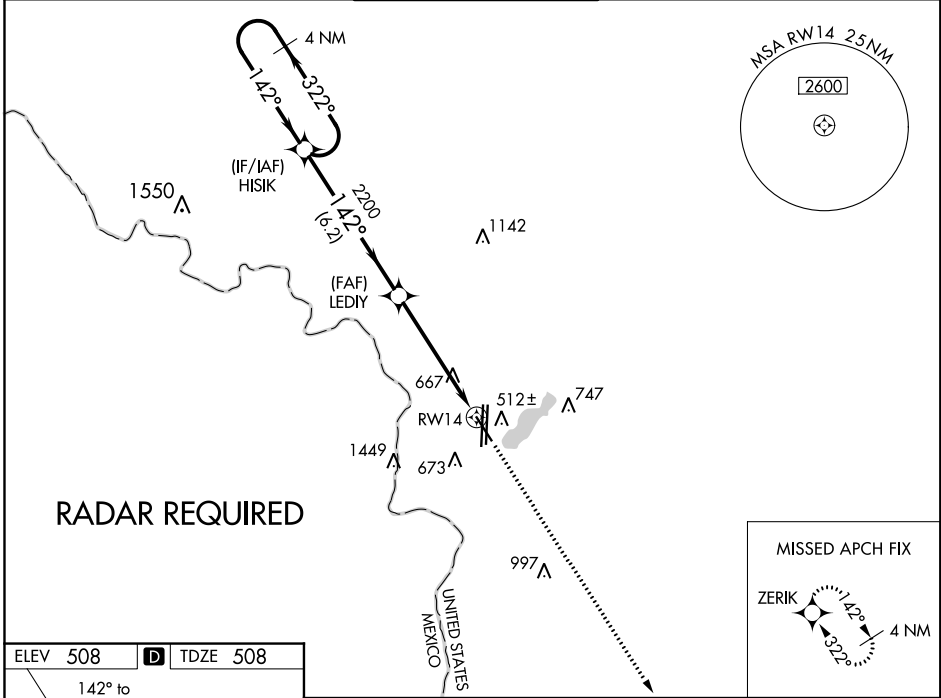 4 NM
142°
322°
MSA RW14 25NM
2600
(IF/IAF)
HISIK
1550
2200
142°
(6.2)
1142
(FAF)
LEDIY
667
512±
747
RW14
1449
673
RADAR REQUIRED
997
MISSED APCH FIX
ZERIK
142°
322°
4 NM
UNITED STATES
MEXICO
ELEV 508 D TDZE 508
142° to